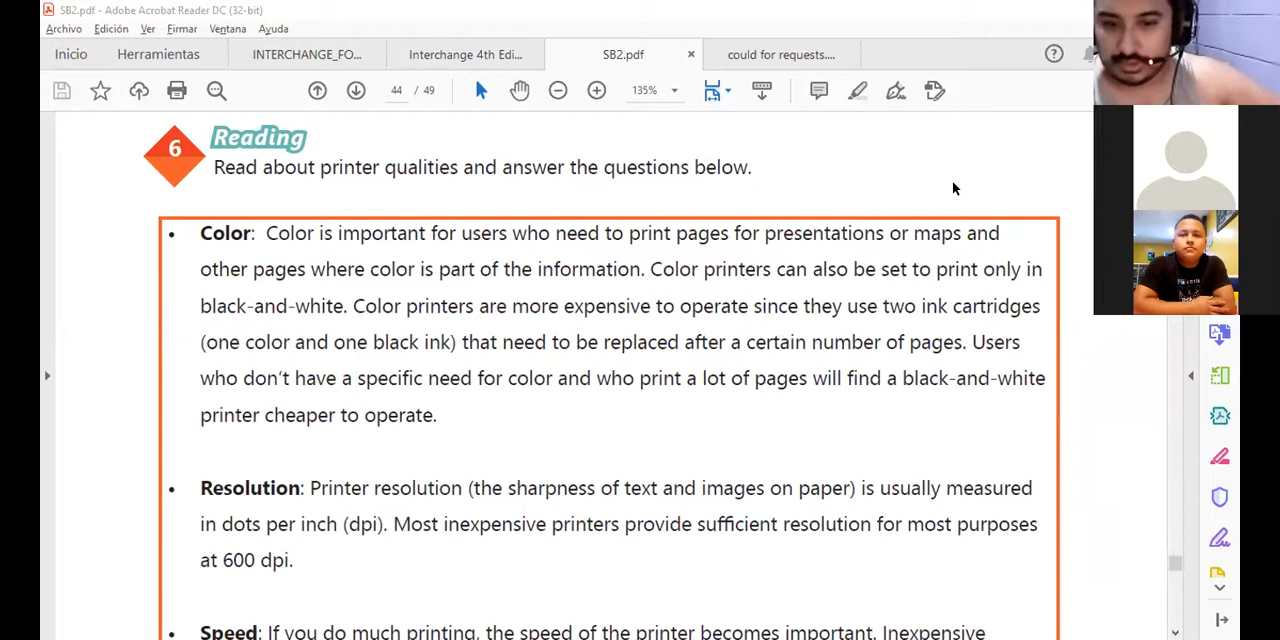 SB2.pdf - Adobe Acrobat Reader DC (32-bit)
Archivo Edición Ver Firmar Ventana Ayuda
Inicio Herramientas INTERCHANGE_FO... Interchange 4th Edi... SB2.pdf × could for requests....
44 / 49 135%
6 Reading
Read about printer qualities and answer the questions below.
• Color: Color is important for users who need to print pages for presentations or maps and
other pages where color is part of the information. Color printers can also be set to print only in
black-and-white. Color printers are more expensive to operate since they use two ink cartridges
(one color and one black ink) that need to be replaced after a certain number of pages. Users
who don't have a specific need for color and who print a lot of pages will find a black-and-white
printer cheaper to operate.
• Resolution: Printer resolution (the sharpness of text and images on paper) is usually measured
in dots per inch (dpi). Most inexpensive printers provide sufficient resolution for most purposes
at 600 dpi.
• Speed: If you do much printing, the speed of the printer becomes important. Inexpensive